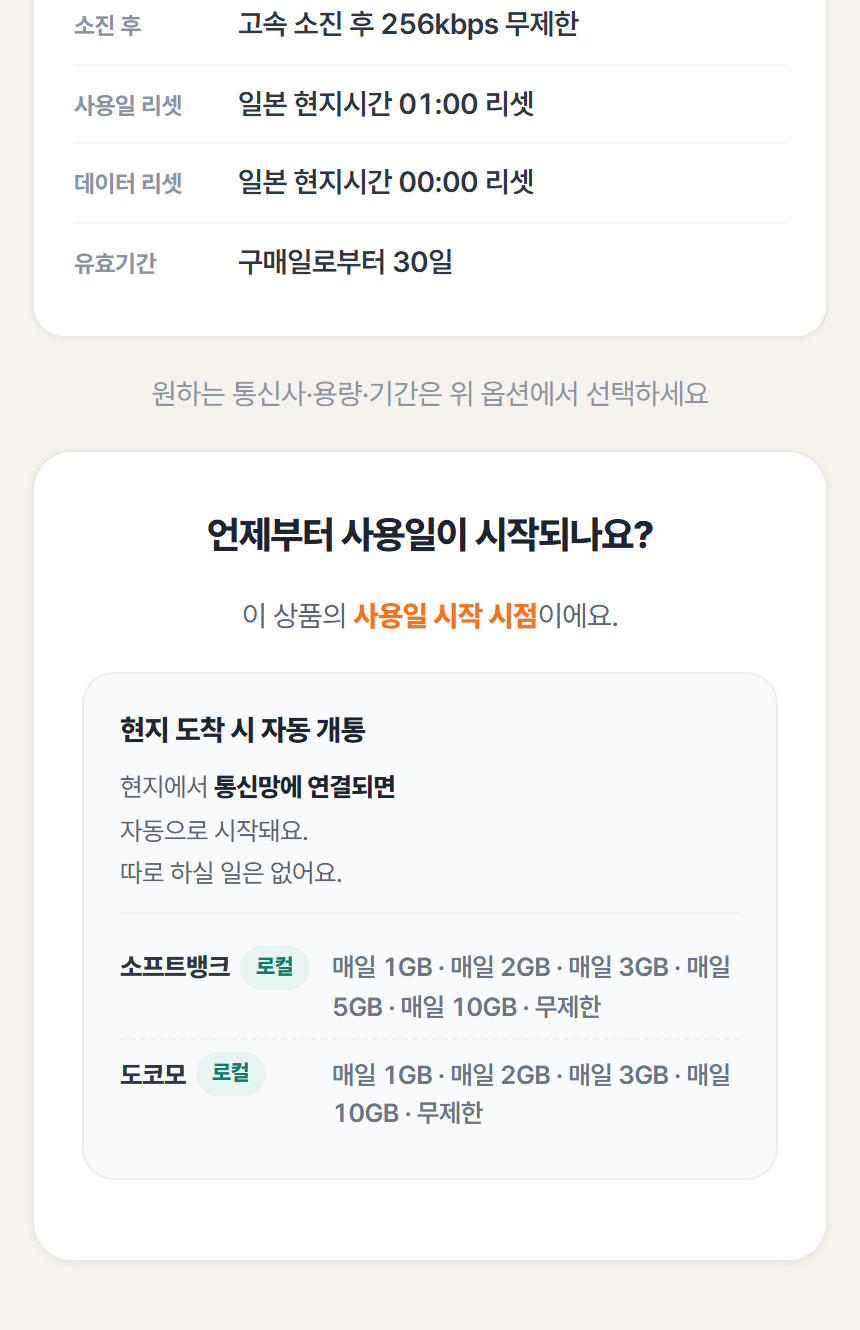 소진 후 고속 소진 후 256kbps 무제한
사용일 리셋 일본 현지시간 01:00 리셋
데이터 리셋 일본 현지시간 00:00 리셋
유효기간 구매일로부터 30일
원하는 통신사·용량·기간은 위 옵션에서 선택하세요
언제부터 사용일이 시작되나요?
이 상품의 사용일 시작 시점이에요.
현지 도착 시 자동 개통
현지에서 통신망에 연결되면
자동으로 시작돼요.
따로 하실 일은 없어요.
소프트뱅크 로컬 매일 1GB · 매일 2GB · 매일 3GB · 매일
5GB · 매일 10GB · 무제한
도코모 로컬 매일 1GB · 매일 2GB · 매일 3GB · 매일
10GB · 무제한